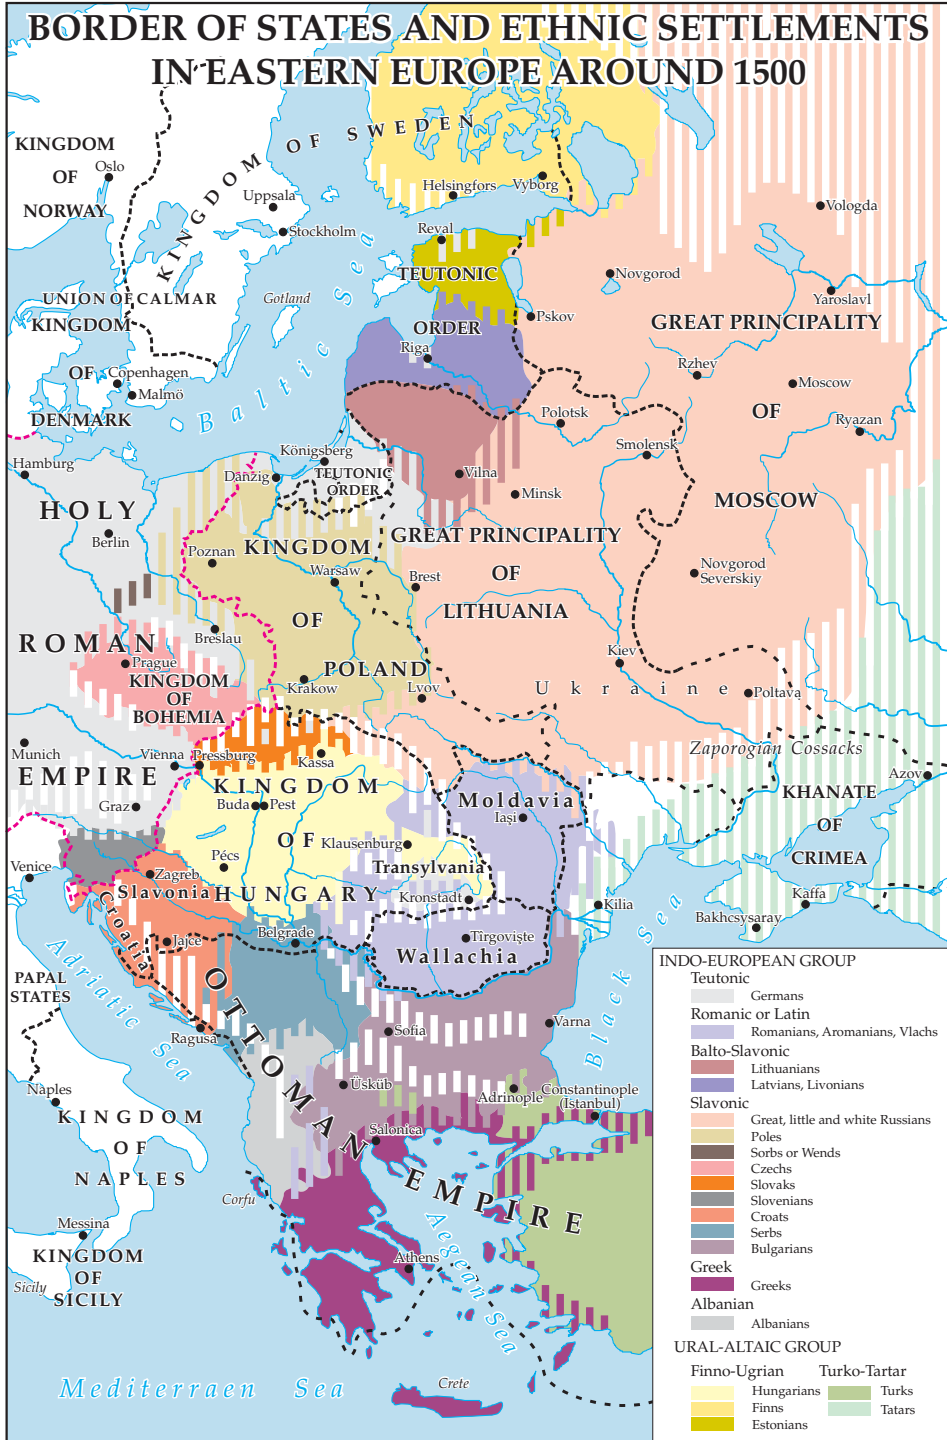 BORDER OF STATES AND ETHNIC SETTLEMENTS
IN EASTERN EUROPE AROUND 1500
KINGDOM
OF
NORWAY
Oslo
KINGDOM OF SWEDEN
Uppsala
Stockholm
Helsingfors
Vyborg
Vologda
Reval
TEUTONIC
ORDER
Novgorod
Yaroslavl
Pskov
Riga
GREAT PRINCIPALITY
OF
MOSCOW
Rzhev
Moscow
Ryazan
UNION OF CALMAR
Gotland
KINGDOM
OF
DENMARK
Copenhagen
Malmö
Baltic Sea
Polotsk
Smolensk
Hamburg
Königsberg
Danzig
TEUTONIC
ORDER
Vilna
Minsk
HOLY
ROMAN
EMPIRE
Berlin
Poznan
KINGDOM
OF
POLAND
Warsaw
Brest
GREAT PRINCIPALITY
OF
LITHUANIA
Novgorod
Severskiy
Breslau
Prague
KINGDOM
OF
BOHEMIA
Krakow
Lvov
Kiev
Ukraine
Poltava
Zaporogian Cossacks
Munich
Vienna
Pressburg
Kassa
Azov
Graz
KINGDOM
OF
HUNGARY
Buda
Pest
Moldavia
Iaşi
KHANATE
OF
CRIMEA
Klausenburg
Pécs
Transylvania
Venice
Zagreb
Slavonia
Croatia
Kronstadt
Kilia
Kaffa
Bakhcsysaray
Jajce
Belgrade
Tîrgovişte
Wallachia
Adriatic Sea
Black Sea
PAPAL
STATES
OTTOMAN EMPIRE
Ragusa
Sofia
Varna
Naples
Üsküb
Adrinople
Constantinople
(Istanbul)
KINGDOM
OF
NAPLES
Salonica
Corfu
Messina
KINGDOM
OF
SICILY
Sicily
Athens
Aegean Sea
Mediterraen Sea
Crete
INDO-EUROPEAN GROUP
Teutonic
Germans
Romanic or Latin
Romanians, Aromanians, Vlachs
Balto-Slavonic
Lithuanians
Latvians, Livonians
Slavonic
Great, little and white Russians
Poles
Sorbs or Wends
Czechs
Slovaks
Slovenians
Croats
Serbs
Bulgarians
Greek
Greeks
Albanian
Albanians
URAL-ALTAIC GROUP
Finno-Ugrian
Turko-Tartar
Hungarians
Turks
Finns
Tatars
Estonians